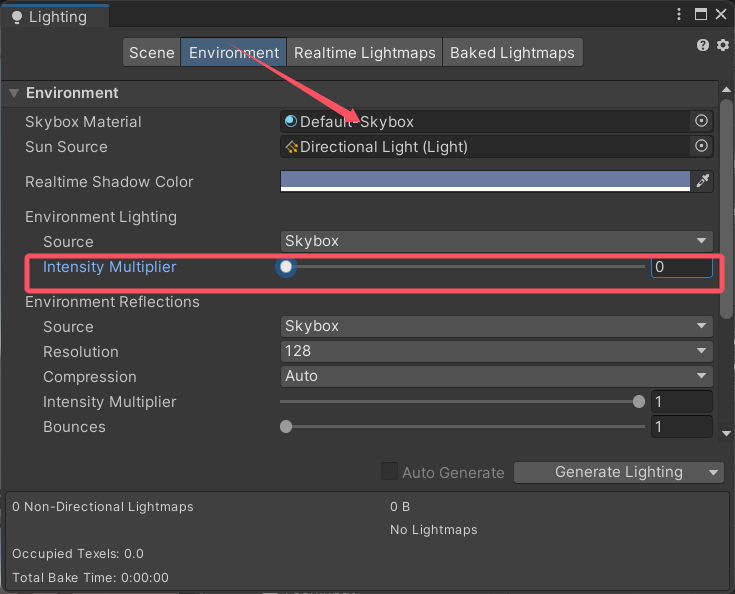 Lighting
Scene Environment Realtime Lightmaps Baked Lightmaps
Environment
Skybox Material Default-Skybox
Sun Source Directional Light (Light)
Realtime Shadow Color
Environment Lighting
Source Skybox
Intensity Multiplier 0
Environment Reflections
Source Skybox
Resolution 128
Compression Auto
Intensity Multiplier 1
Bounces 1
Auto Generate Generate Lighting
0 Non-Directional Lightmaps 0 B
No Lightmaps
Occupied Texels: 0.0
Total Bake Time: 0:00:00